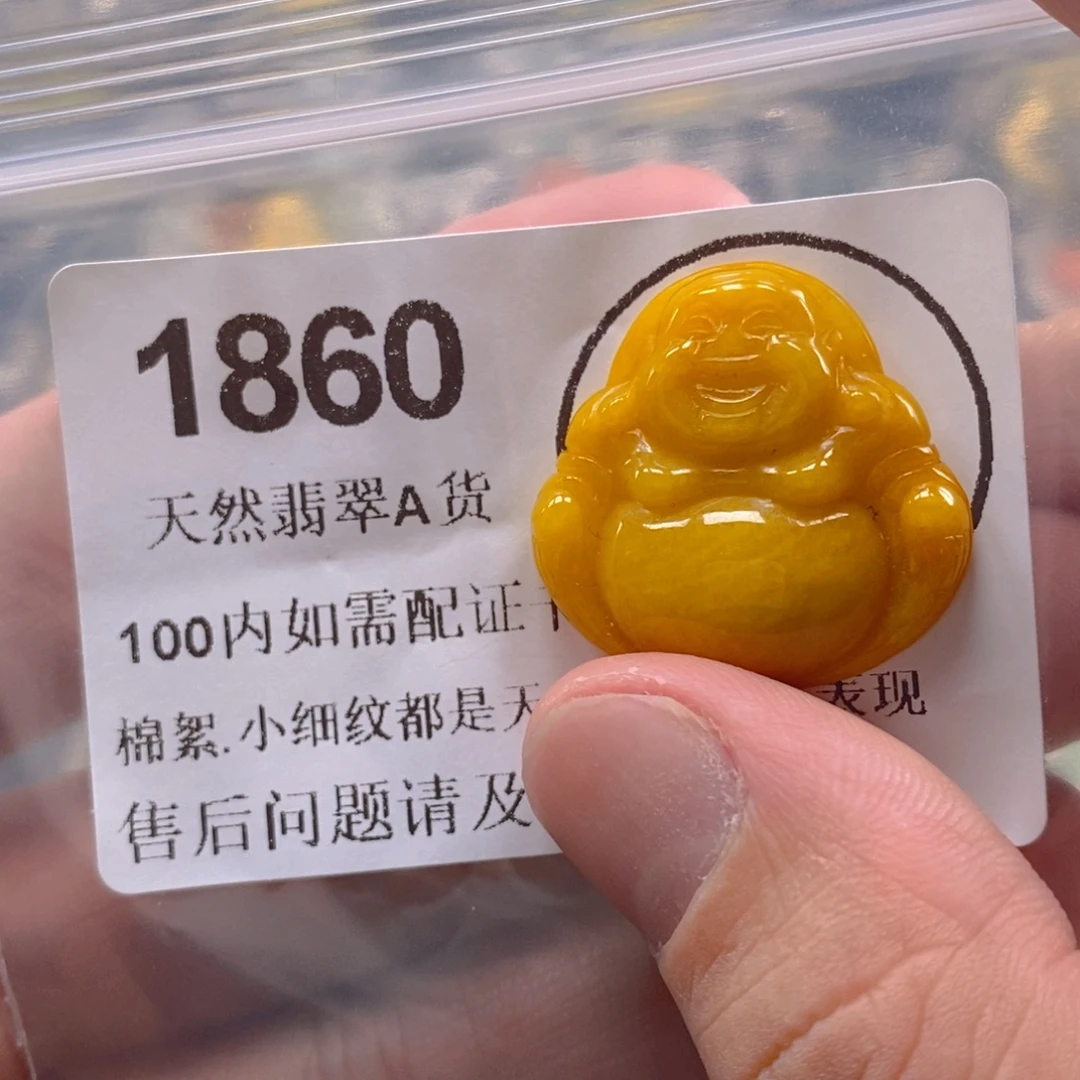 1860
天然翡翠A货
100内如需配证
棉絮.小细纹都是天 表现
售后问题请及